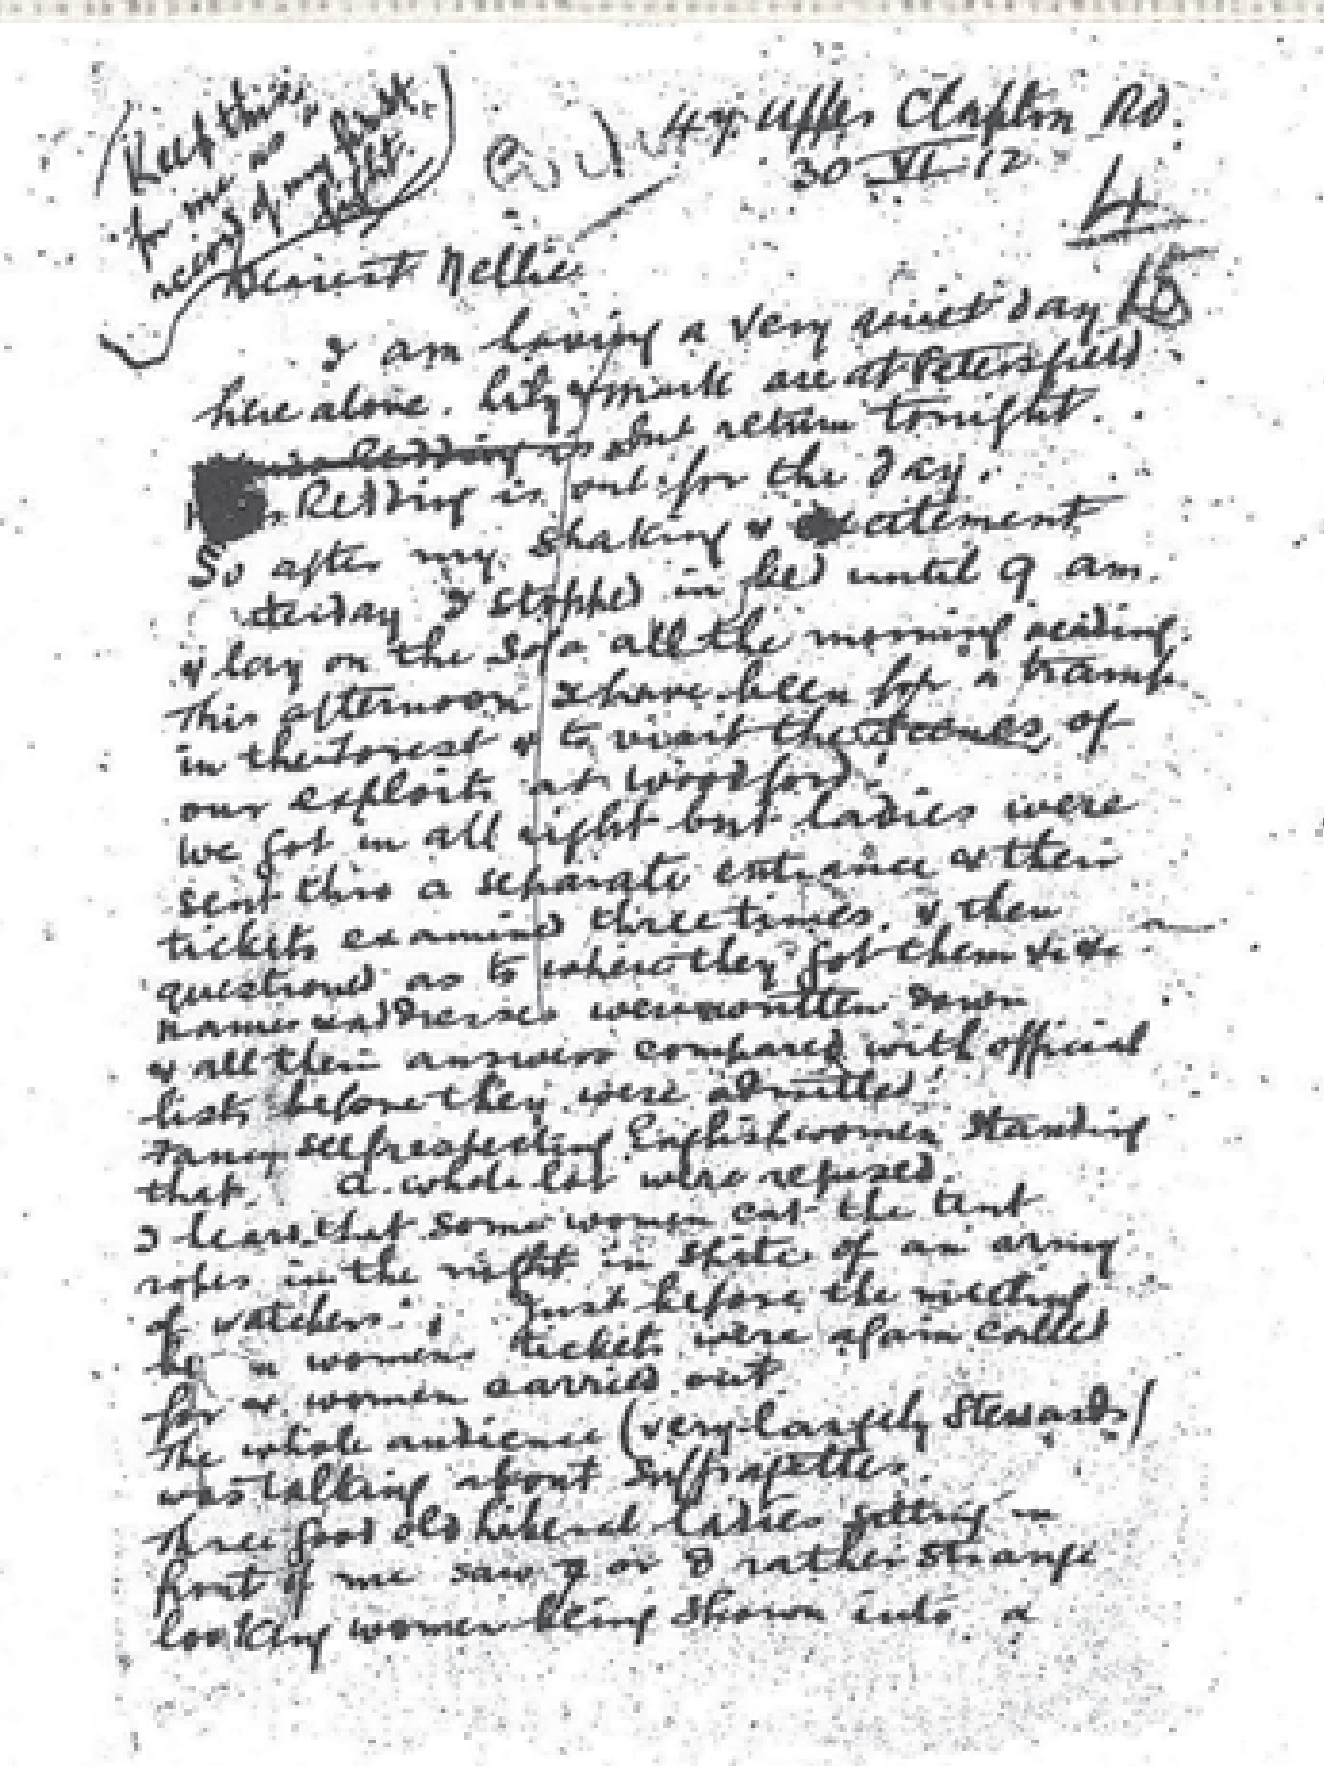 (Keep this
for me as
record of my first
fight.)
47 Upper Clapton Rd.
30 VI 12
4
Dearest Nellie
I am having a very quiet day
here alone. Lily & Mark are at Petersfield
but return tonight.
Redding is out for the day.
So after my shaking & excitement
terday I stopped in bed until 9 am.
& lay on the sofa all the morning reading.
This afternoon I have been for a tramp
in the Forest & to visit the scenes of
our exploits at Woodford!
We got in all right but ladies were
sent thro a separate entrance & their
tickets examined three times, & then
questioned as to where they got them &c &c
names & addresses were written down
& all their answers compared with official
lists before they were admitted!
Fancy selfrespecting Englishwomen standing
that. A whole lot were refused.
I hear that some women cut the tent
ropes in the night in spite of an army
of watchers. Just before the meeting
women's tickets were again called
for & women carried out.
The whole audience (very largely Stewards)
was talking about Suffragettes.
Three good old Liberal ladies sitting in
front of me saw 7 or 8 rather strange
looking women being shown into a